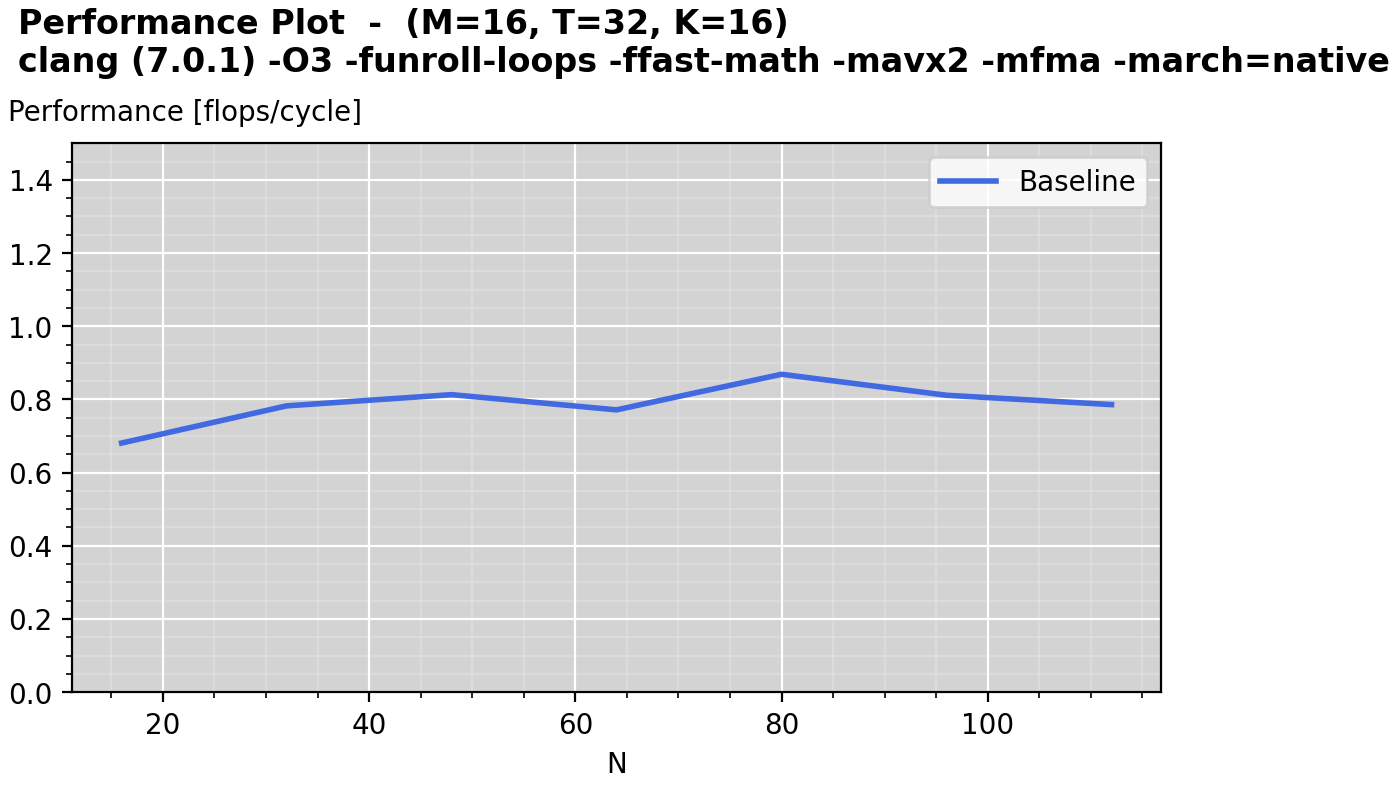 Performance Plot  -  (M=16, T=32, K=16)
clang (7.0.1) -O3 -funroll-loops -ffast-math -mavx2 -mfma -march=native
Performance [flops/cycle]
Baseline
1.4
1.2
1.0
0.8
0.6
0.4
0.2
0.0
20 40 60 80 100
N